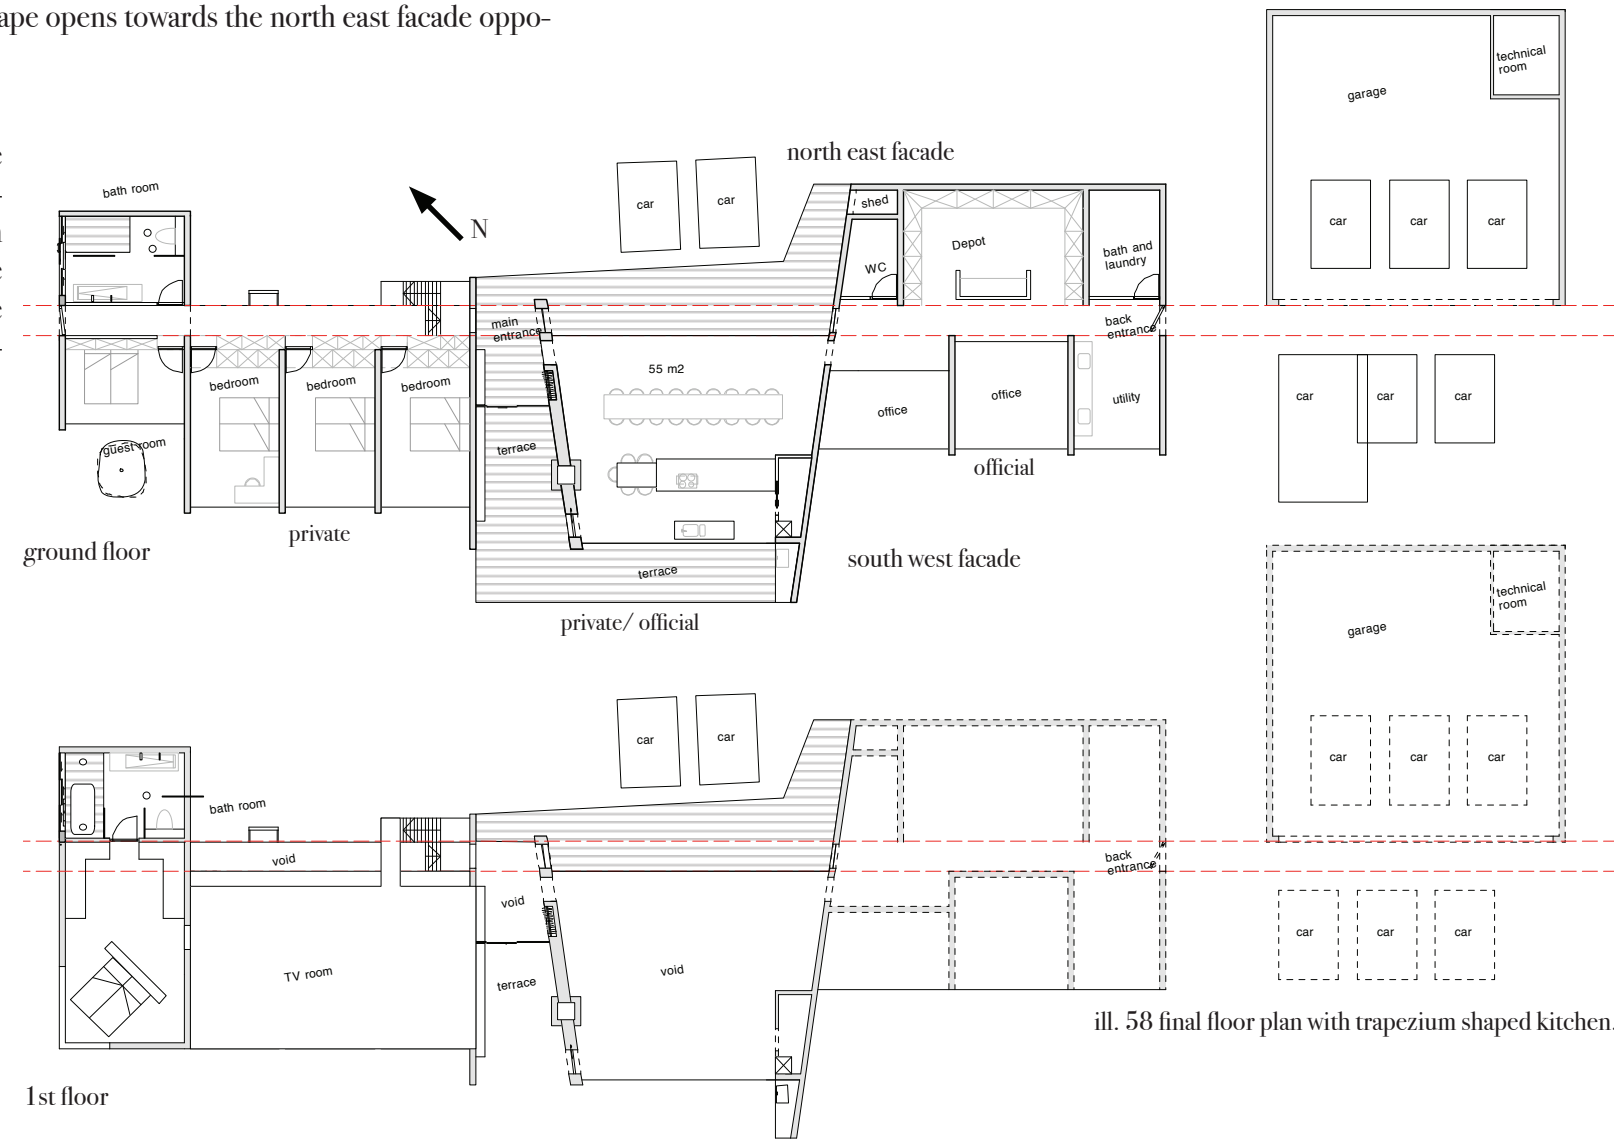 ape opens towards the north east facade oppo-
technical
room
garage
north east facade
bath room
car
car
shed
N
car
car
car
Depot
bath and
laundry
WC
main
entrance
back
entrance
55 m2
bedroom
bedroom
bedroom
car
car
car
office
office
utility
guest room
terrace
official
private
ground floor
south west facade
terrace
private/ official
technical
room
garage
car
car
car
car
car
bath room
void
back
entrance
void
car
car
car
TV room
void
terrace
ill. 58 final floor plan with trapezium shaped kitchen.
1st floor